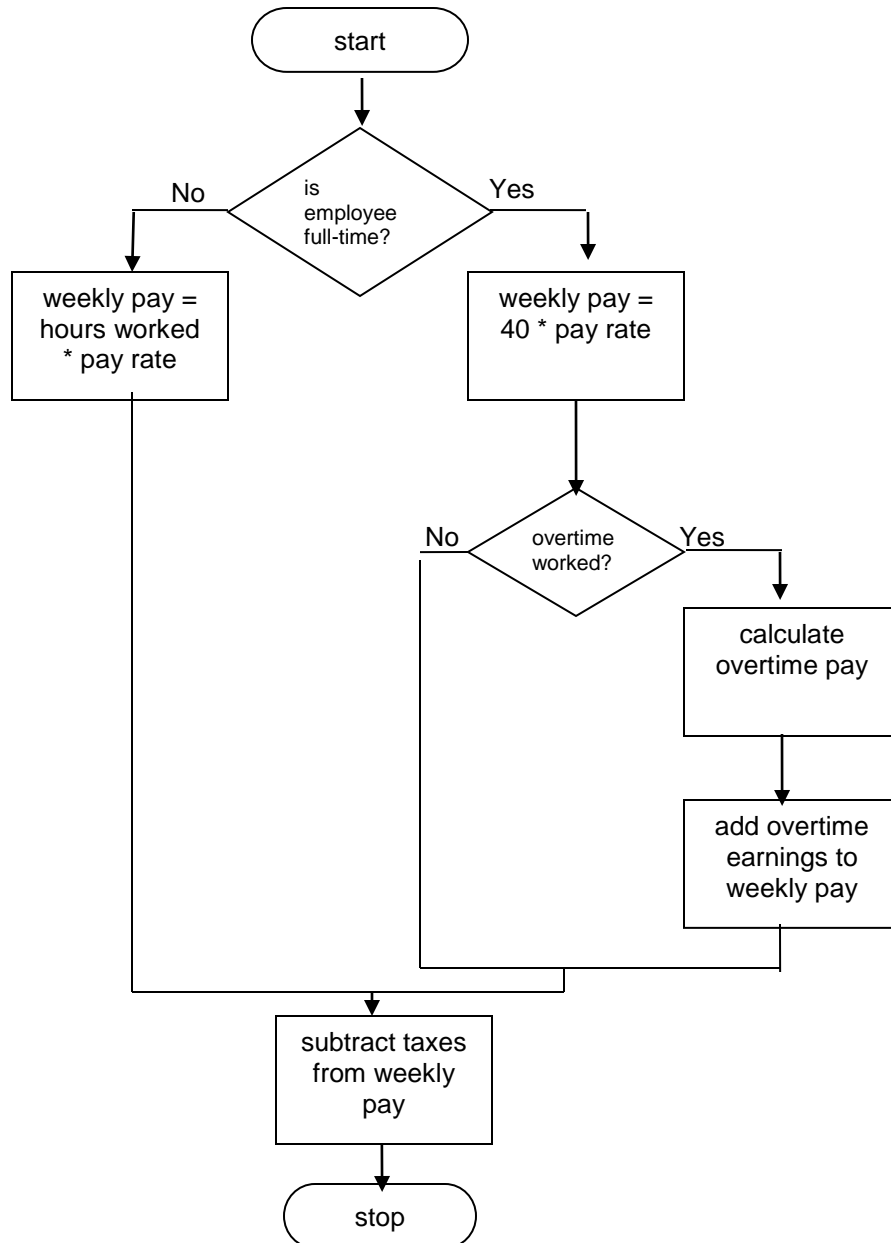 start
No
is
employee
full-time?
Yes
weekly pay =
hours worked
* pay rate
weekly pay =
40 * pay rate
No
overtime
worked?
Yes
calculate
overtime pay
add overtime
earnings to
weekly pay
subtract taxes
from weekly
pay
stop